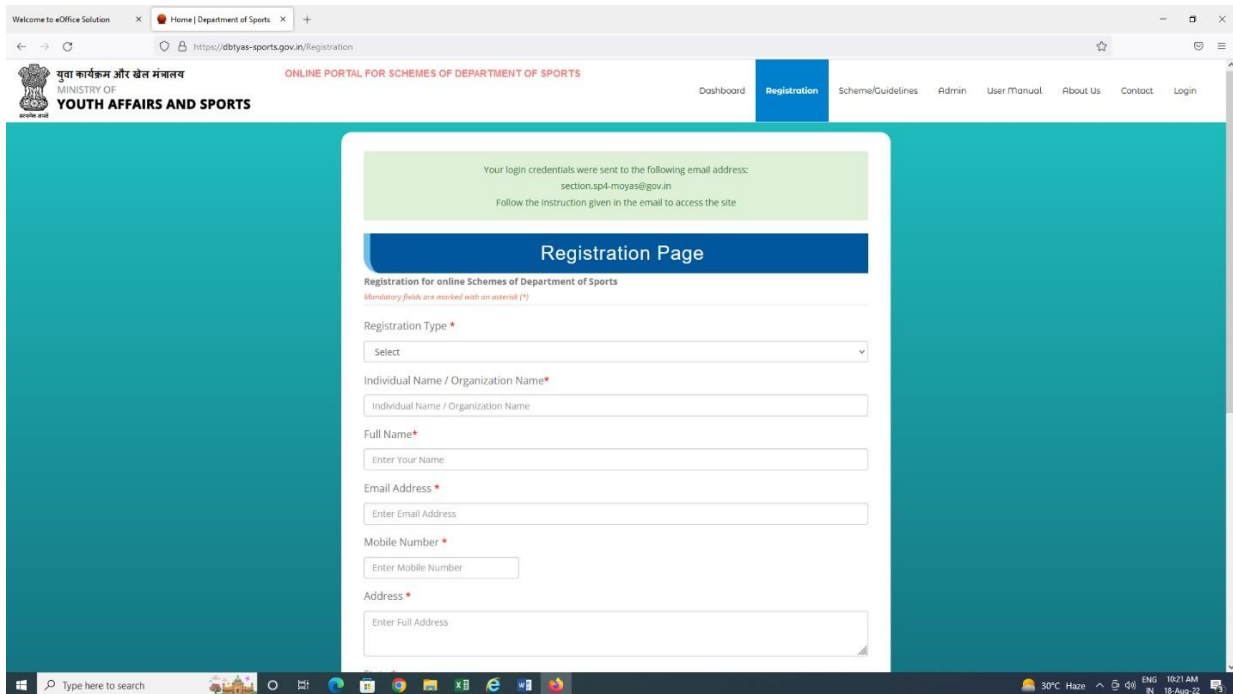 Welcome to eOffice Solution
Home | Department of Sports
https://dbtyas-sports.gov.in/Registration
युवा कार्यक्रम और खेल मंत्रालय
MINISTRY OF
YOUTH AFFAIRS AND SPORTS
सत्यमेव जयते
ONLINE PORTAL FOR SCHEMES OF DEPARTMENT OF SPORTS
Dashboard Registration Scheme/Guidelines Admin User Manual About Us Contact Login
Your login credentials were sent to the following email address:
section.sp4-moyas@gov.in
Follow the instruction given in the email to access the site
Registration Page
Registration for online Schemes of Department of Sports
Mandatory fields are marked with an asterisk (*)
Registration Type *
Select
Individual Name / Organization Name*
Individual Name / Organization Name
Full Name*
Enter Your Name
Email Address *
Enter Email Address
Mobile Number *
Enter Mobile Number
Address *
Enter Full Address
Type here to search
30°C Haze
ENG
IN
10:21 AM
18-Aug-22